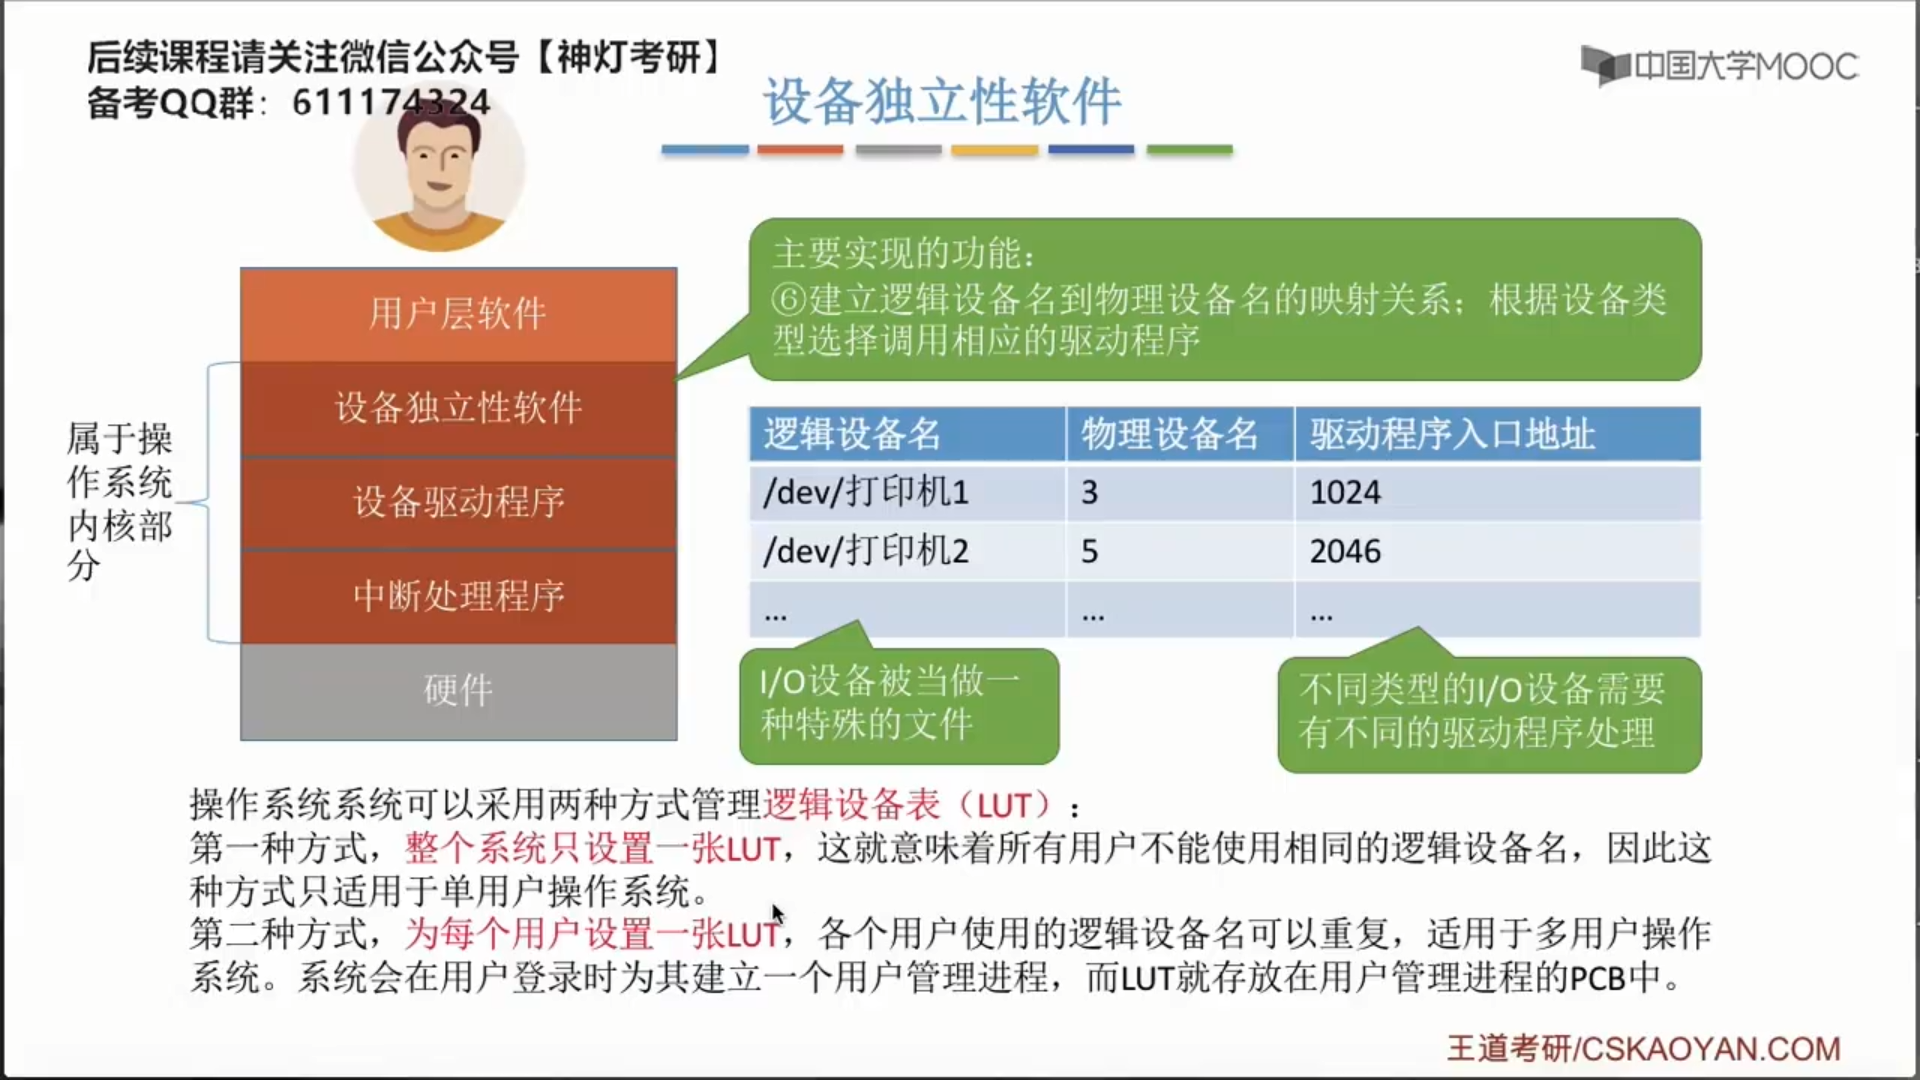 后续课程请关注微信公众号【神灯考研】
备考QQ群：611174324
中国大学MOOC
设备独立性软件
主要实现的功能：
⑥建立逻辑设备名到物理设备名的映射关系；根据设备类
型选择调用相应的驱动程序
用户层软件
设备独立性软件
设备驱动程序
中断处理程序
硬件
属于操
作系统
内核部
分
逻辑设备名 物理设备名 驱动程序入口地址
/dev/打印机1 3 1024
/dev/打印机2 5 2046
... ... ...
I/O设备被当做一
种特殊的文件
不同类型的I/O设备需要
有不同的驱动程序处理
操作系统系统可以采用两种方式管理逻辑设备表（LUT）：
第一种方式，整个系统只设置一张LUT，这就意味着所有用户不能使用相同的逻辑设备名，因此这
种方式只适用于单用户操作系统。
第二种方式，为每个用户设置一张LUT，各个用户使用的逻辑设备名可以重复，适用于多用户操作
系统。系统会在用户登录时为其建立一个用户管理进程，而LUT就存放在用户管理进程的PCB中。
王道考研/CSKAOYAN.COM